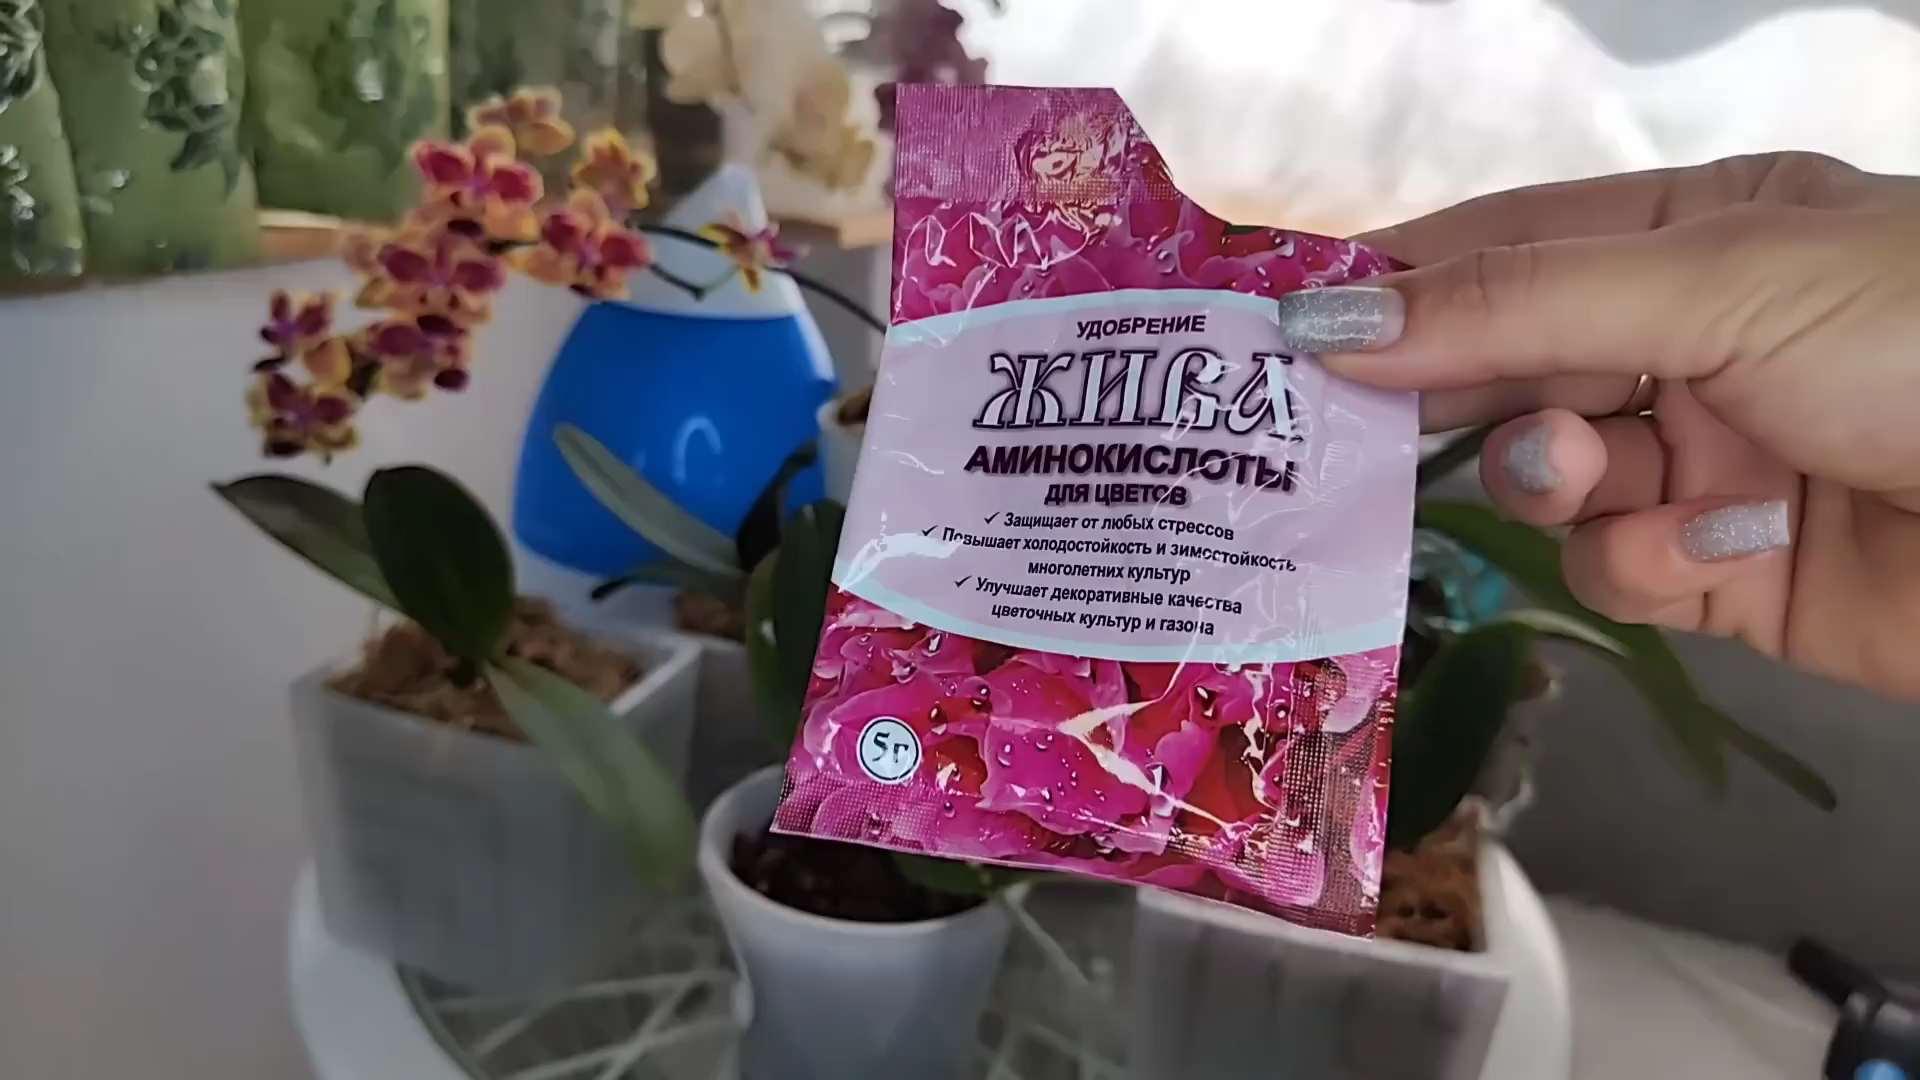 УДОБРЕНИЕ
ЖИВА
АМИНОКИСЛОТЫ
ДЛЯ ЦВЕТОВ
✓ Защищает от любых стрессов
✓ Повышает холодостойкость и зимостойкость
многолетних культур
✓ Улучшает декоративные качества
цветочных культур и газона
5г